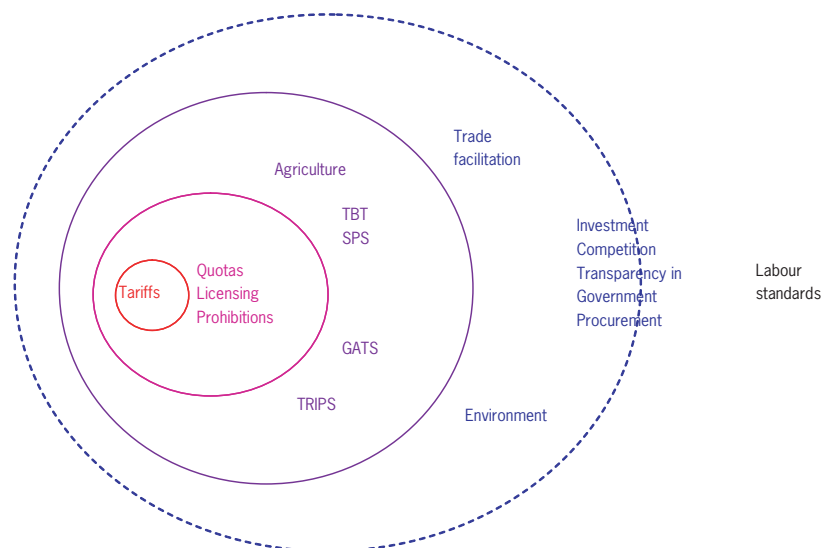 Trade
facilitation
Agriculture
TBT
SPS
Investment
Competition
Transparency in
Government
Procurement
Labour
standards
Tariffs
Quotas
Licensing
Prohibitions
GATS
TRIPS
Environment